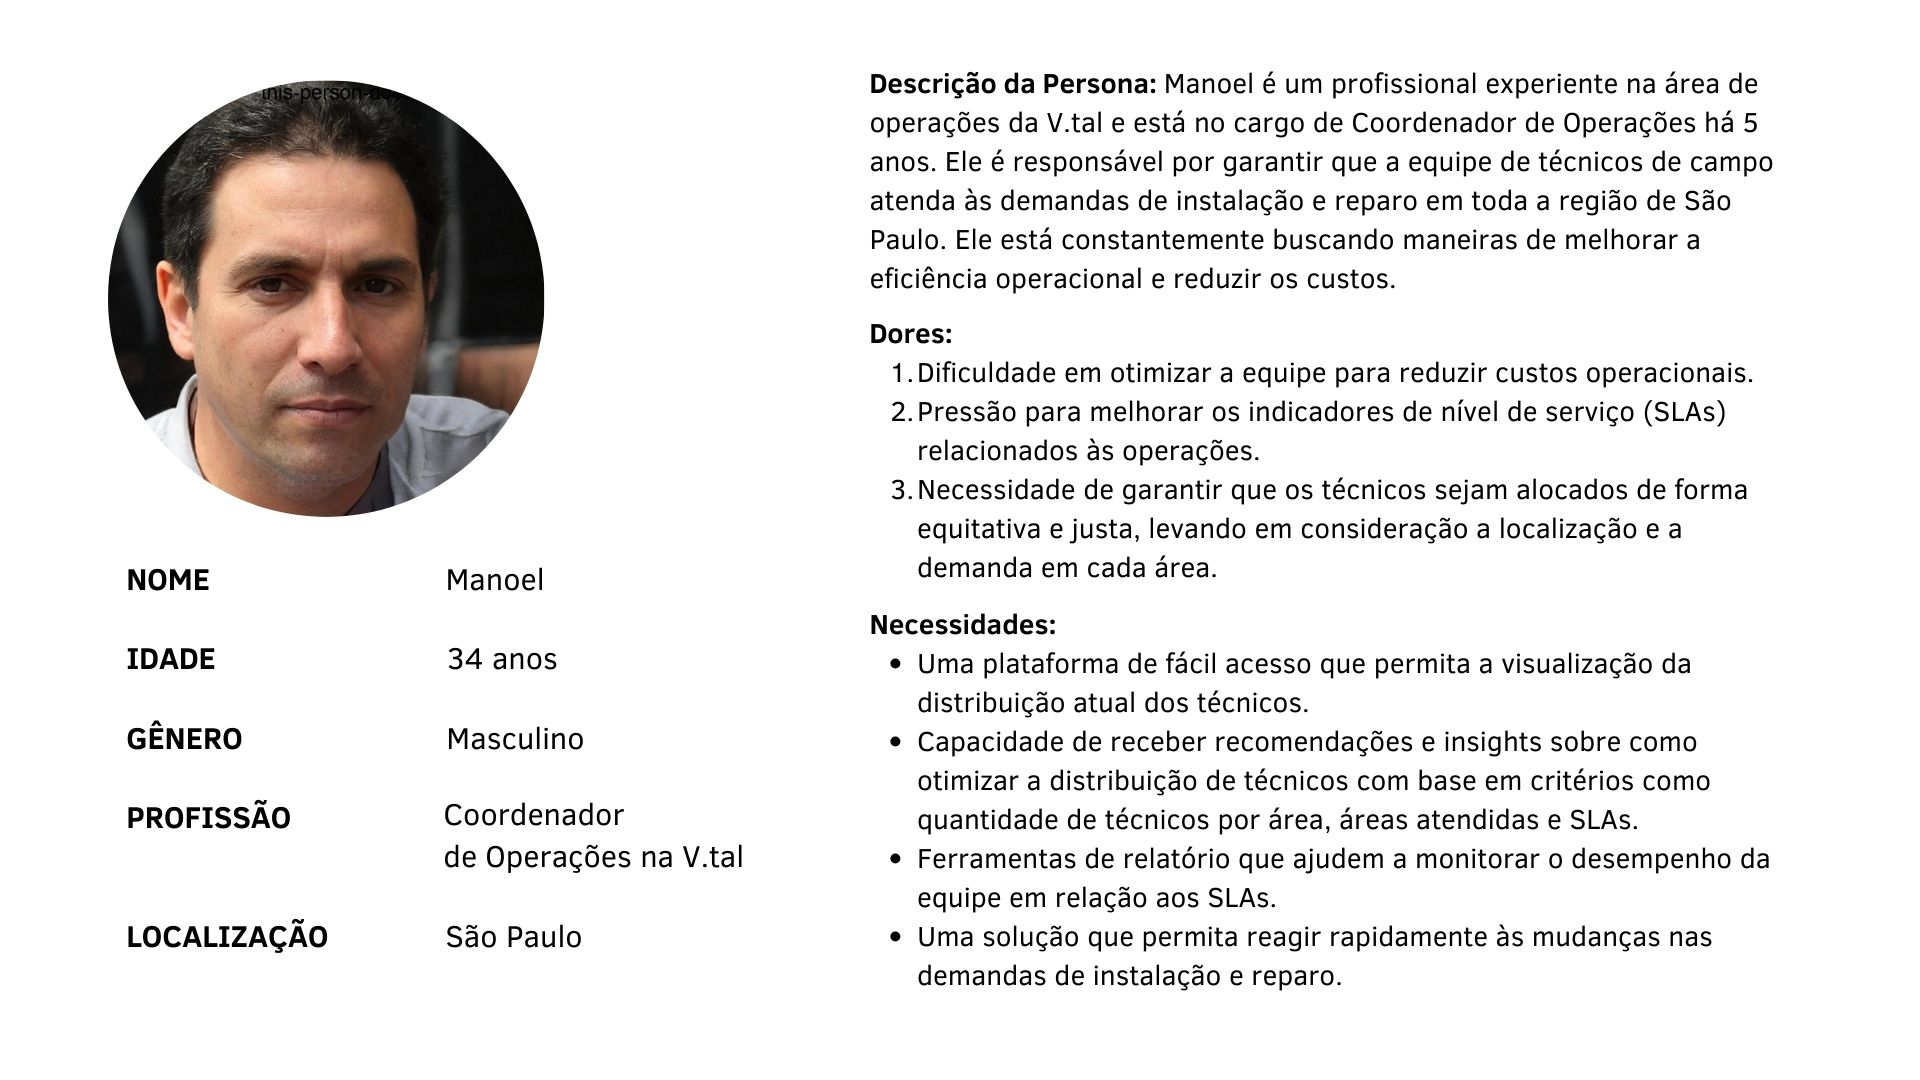 this-person-do
NOME Manoel
IDADE 34 anos
GÊNERO Masculino
PROFISSÃO Coordenador
de Operações na V.tal
LOCALIZAÇÃO São Paulo
Descrição da Persona: Manoel é um profissional experiente na área de
operações da V.tal e está no cargo de Coordenador de Operações há 5
anos. Ele é responsável por garantir que a equipe de técnicos de campo
atenda às demandas de instalação e reparo em toda a região de São
Paulo. Ele está constantemente buscando maneiras de melhorar a
eficiência operacional e reduzir os custos.
Dores:
1. Dificuldade em otimizar a equipe para reduzir custos operacionais.
2. Pressão para melhorar os indicadores de nível de serviço (SLAs)
relacionados às operações.
3. Necessidade de garantir que os técnicos sejam alocados de forma
equitativa e justa, levando em consideração a localização e a
demanda em cada área.
Necessidades:
• Uma plataforma de fácil acesso que permita a visualização da
distribuição atual dos técnicos.
• Capacidade de receber recomendações e insights sobre como
otimizar a distribuição de técnicos com base em critérios como
quantidade de técnicos por área, áreas atendidas e SLAs.
• Ferramentas de relatório que ajudem a monitorar o desempenho da
equipe em relação aos SLAs.
• Uma solução que permita reagir rapidamente às mudanças nas
demandas de instalação e reparo.